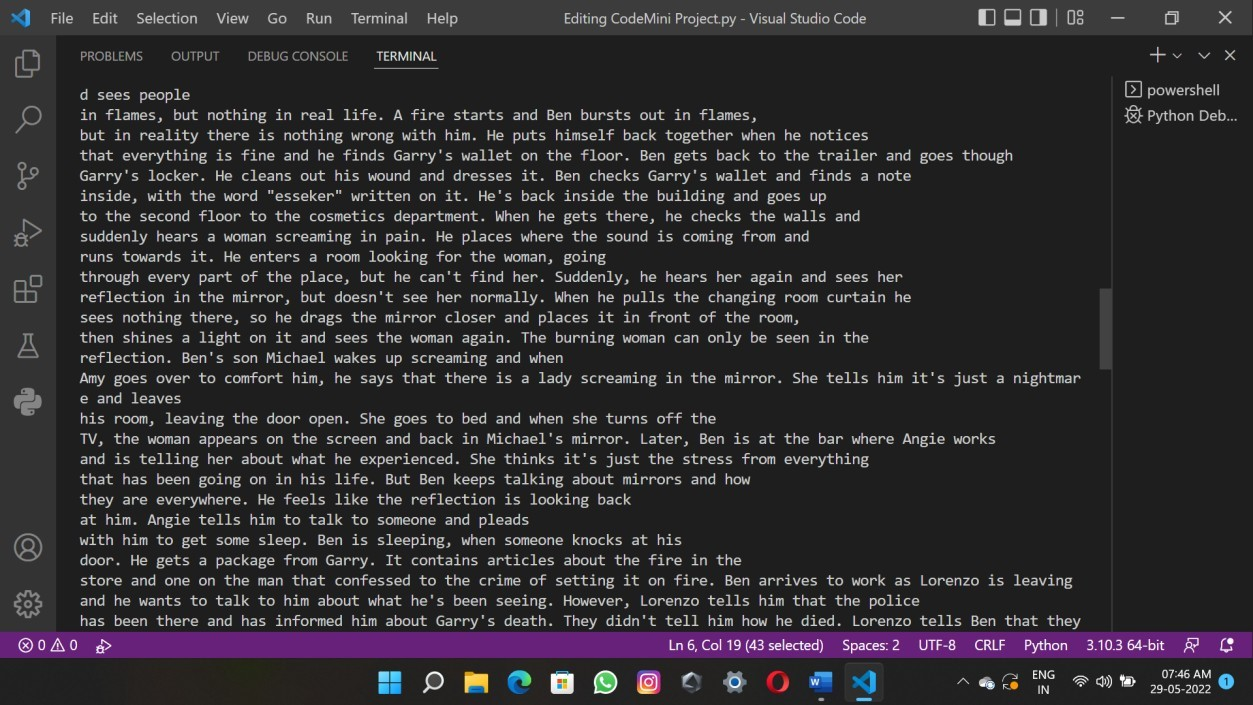 File Edit Selection View Go Run Terminal Help Editing CodeMini Project.py - Visual Studio Code
PROBLEMS OUTPUT DEBUG CONSOLE TERMINAL
powershell
Python Deb...
d sees people
in flames, but nothing in real life. A fire starts and Ben bursts out in flames,
but in reality there is nothing wrong with him. He puts himself back together when he notices
that everything is fine and he finds Garry's wallet on the floor. Ben gets back to the trailer and goes though
Garry's locker. He cleans out his wound and dresses it. Ben checks Garry's wallet and finds a note
inside, with the word "esseker" written on it. He's back inside the building and goes up
to the second floor to the cosmetics department. When he gets there, he checks the walls and
suddenly hears a woman screaming in pain. He places where the sound is coming from and
runs towards it. He enters a room looking for the woman, going
through every part of the place, but he can't find her. Suddenly, he hears her again and sees her
reflection in the mirror, but doesn't see her normally. When he pulls the changing room curtain he
sees nothing there, so he drags the mirror closer and places it in front of the room,
then shines a light on it and sees the woman again. The burning woman can only be seen in the
reflection. Ben's son Michael wakes up screaming and when
Amy goes over to comfort him, he says that there is a lady screaming in the mirror. She tells him it's just a nightmar
e and leaves
his room, leaving the door open. She goes to bed and when she turns off the
TV, the woman appears on the screen and back in Michael's mirror. Later, Ben is at the bar where Angie works
and is telling her about what he experienced. She thinks it's just the stress from everything
that has been going on in his life. But Ben keeps talking about mirrors and how
they are everywhere. He feels like the reflection is looking back
at him. Angie tells him to talk to someone and pleads
with him to get some sleep. Ben is sleeping, when someone knocks at his
door. He gets a package from Garry. It contains articles about the fire in the
store and one on the man that confessed to the crime of setting it on fire. Ben arrives to work as Lorenzo is leaving
and he wants to talk to him about what he's been seeing. However, Lorenzo tells him that the police
has been there and has informed him about Garry's death. They didn't tell him how he died. Lorenzo tells Ben that they
0 0 Ln 6, Col 19 (43 selected) Spaces: 2 UTF-8 CRLF Python 3.10.3 64-bit
ENG
IN
07:46 AM
29-05-2022
1